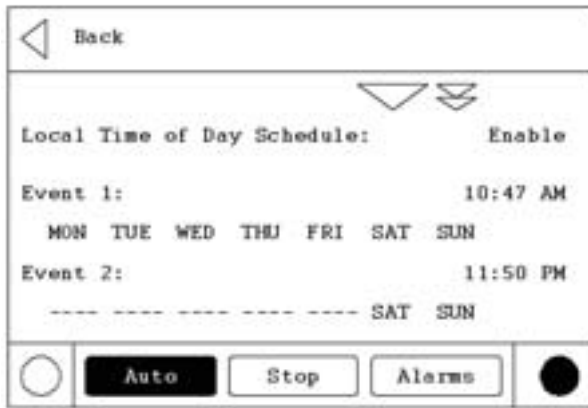 Back
Local Time of Day Schedule: Enable
Event 1: 10:47 AM
MON TUE WED THU FRI SAT SUN
Event 2: 11:50 PM
---- ---- ---- ---- ---- SAT SUN
Auto Stop Alarms